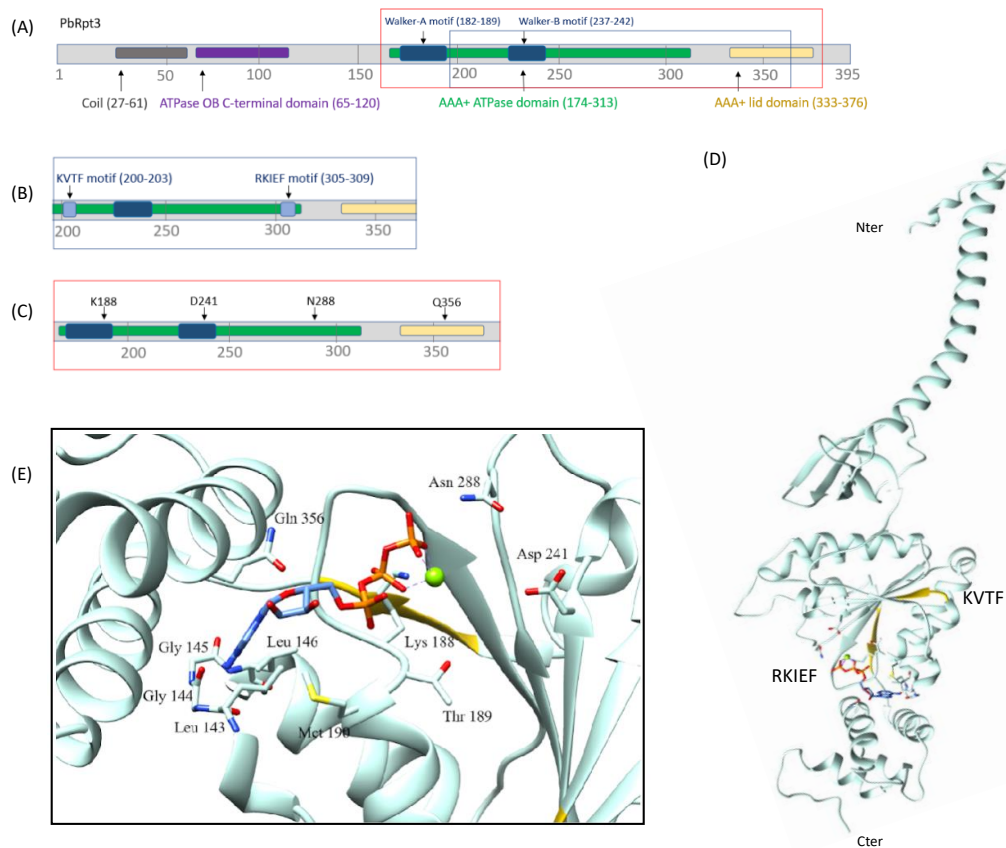 (A)
PbRpt3
Walker-A motif (182-189)
Walker-B motif (237-242)
1
50
100
150
200
250
300
350
395
Coil (27-61)
ATPase OB C-terminal domain (65-120)
AAA+ ATPase domain (174-313)
AAA+ lid domain (333-376)
(B)
KVTF motif (200-203)
RKIEF motif (305-309)
200
250
300
350
(C)
K188
D241
N288
Q356
200
250
300
350
(D)
Nter
KVTF
RKIEF
Cter
(E)
Asn 288
Gln 356
Asp 241
Gly 145
Leu 146
Lys 188
Gly 144
Thr 189
Leu 143
Met 190